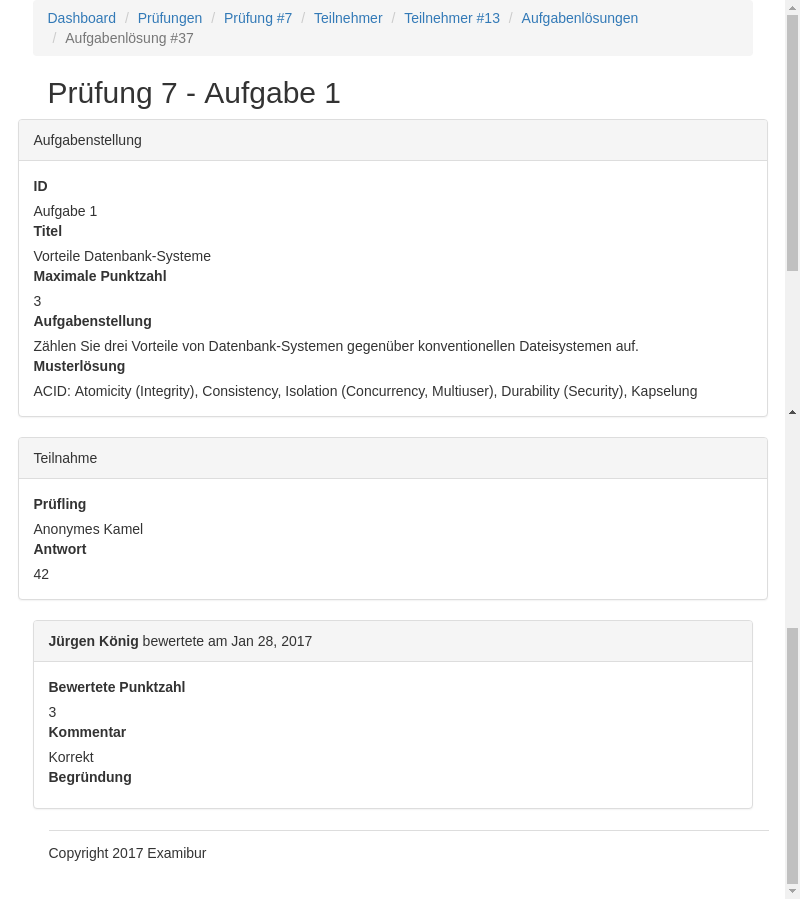 Dashboard / Prüfungen / Prüfung #7 / Teilnehmer / Teilnehmer #13 / Aufgabenlösungen
/ Aufgabenlösung #37
Prüfung 7 - Aufgabe 1
Aufgabenstellung
ID
Aufgabe 1
Titel
Vorteile Datenbank-Systeme
Maximale Punktzahl
3
Aufgabenstellung
Zählen Sie drei Vorteile von Datenbank-Systemen gegenüber konventionellen Dateisystemen auf.
Musterlösung
ACID: Atomicity (Integrity), Consistency, Isolation (Concurrency, Multiuser), Durability (Security), Kapselung
Teilnahme
Prüfling
Anonymes Kamel
Antwort
42
Jürgen König bewertete am Jan 28, 2017
Bewertete Punktzahl
3
Kommentar
Korrekt
Begründung
Copyright 2017 Examibur